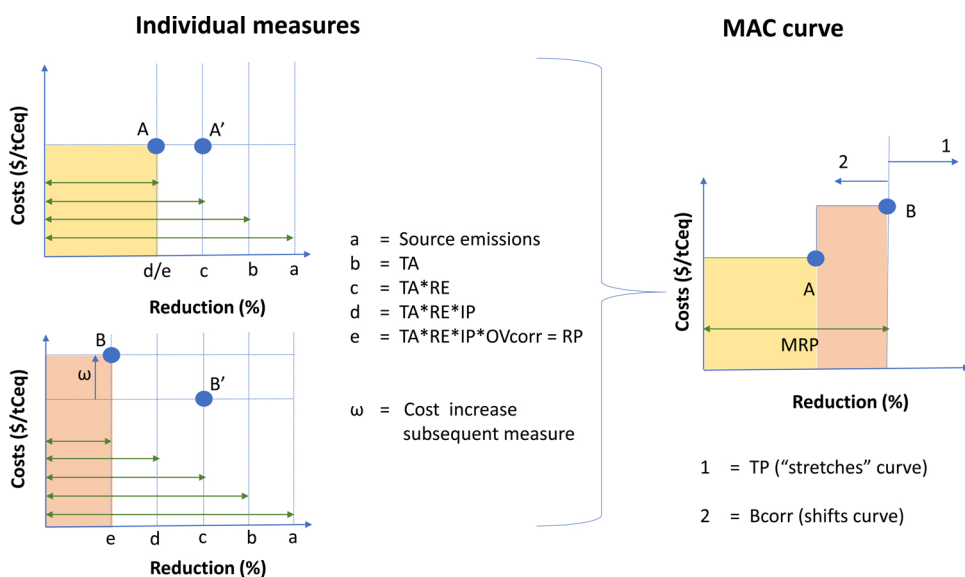 Individual measures
MAC curve
Costs ($/tCeq)
A
A’
d/e
c
b
a
Reduction (%)
Costs ($/tCeq)
B
ω
B’
e
d
c
b
a
Reduction (%)
a = Source emissions
b = TA
c = TA*RE
d = TA*RE*IP
e = TA*RE*IP*OVcorr = RP
ω = Cost increase
subsequent measure
1
2
Costs ($/tCeq)
B
A
MRP
Reduction (%)
1 = TP (“stretches” curve)
2 = Bcorr (shifts curve)